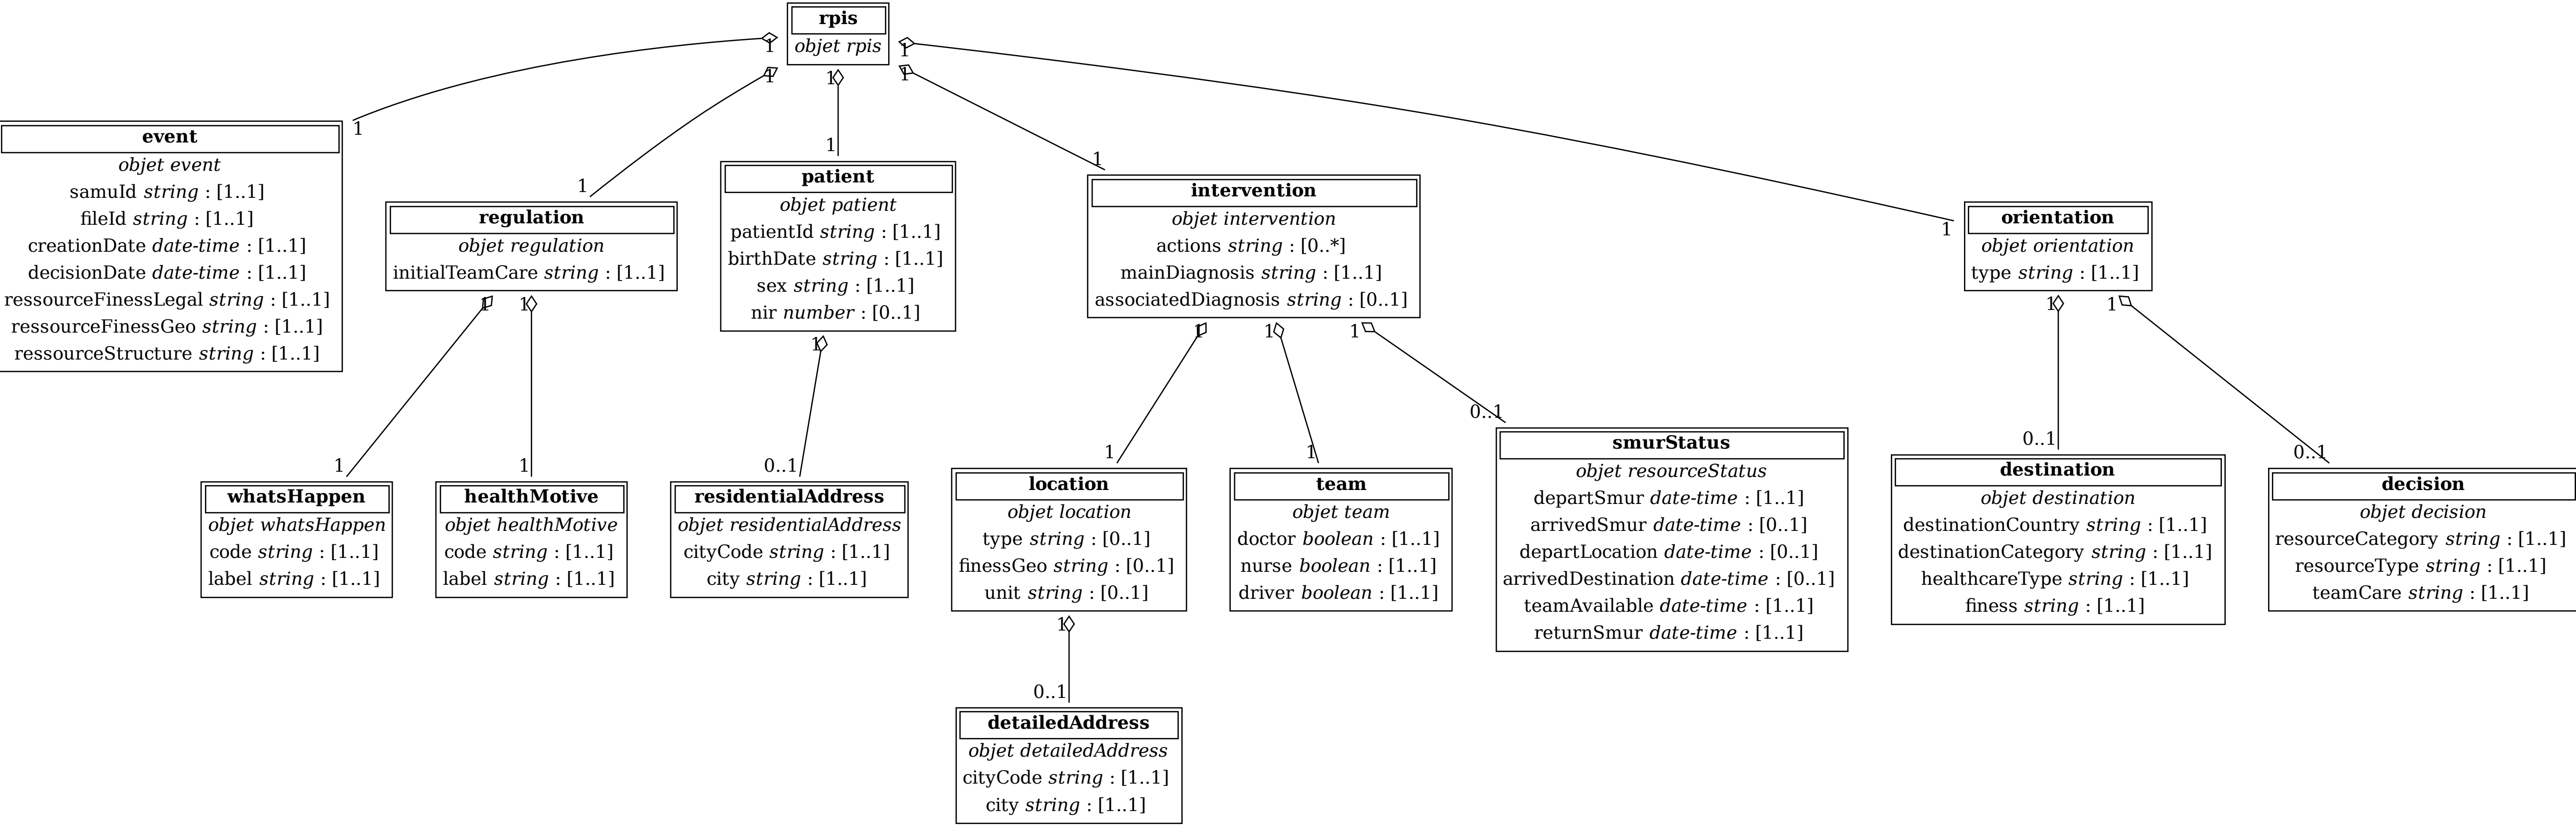 rpis
objet rpis
1
1
1
1
1
1
1
1
1
1
event
objet event
samuId string : [1..1]
fileId string : [1..1]
creationDate date-time : [1..1]
decisionDate date-time : [1..1]
ressourceFinessLegal string : [1..1]
ressourceFinessGeo string : [1..1]
ressourceStructure string : [1..1]
regulation
objet regulation
initialTeamCare string : [1..1]
1
1
patient
objet patient
patientId string : [1..1]
birthDate string : [1..1]
sex string : [1..1]
nir number : [0..1]
1
intervention
objet intervention
actions string : [0..*]
mainDiagnosis string : [1..1]
associatedDiagnosis string : [0..1]
1
1
1
orientation
objet orientation
type string : [1..1]
1
1
1
1
0..1
1
1
0..1
0..1
0..1
whatsHappen
objet whatsHappen
code string : [1..1]
label string : [1..1]
healthMotive
objet healthMotive
code string : [1..1]
label string : [1..1]
residentialAddress
objet residentialAddress
cityCode string : [1..1]
city string : [1..1]
location
objet location
type string : [0..1]
finessGeo string : [0..1]
unit string : [0..1]
1
team
objet team
doctor boolean : [1..1]
nurse boolean : [1..1]
driver boolean : [1..1]
smurStatus
objet resourceStatus
departSmur date-time : [1..1]
arrivedSmur date-time : [0..1]
departLocation date-time : [0..1]
arrivedDestination date-time : [0..1]
teamAvailable date-time : [1..1]
returnSmur date-time : [1..1]
destination
objet destination
destinationCountry string : [1..1]
destinationCategory string : [1..1]
healthcareType string : [1..1]
finess string : [1..1]
decision
objet decision
resourceCategory string : [1..1]
resourceType string : [1..1]
teamCare string : [1..1]
0..1
detailedAddress
objet detailedAddress
cityCode string : [1..1]
city string : [1..1]